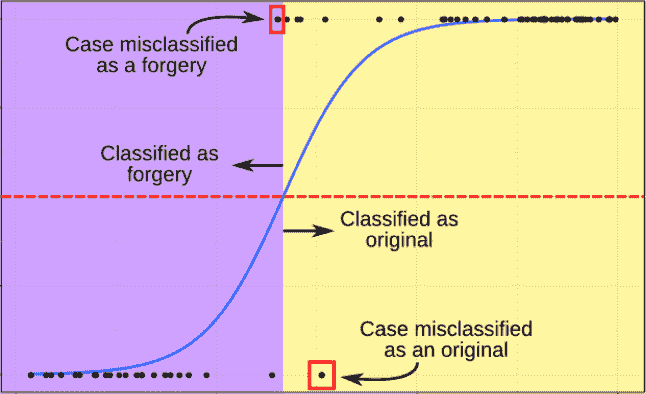 Case misclassified
as a forgery
Classified as
forgery
Classified as
original
Case misclassified
as an original